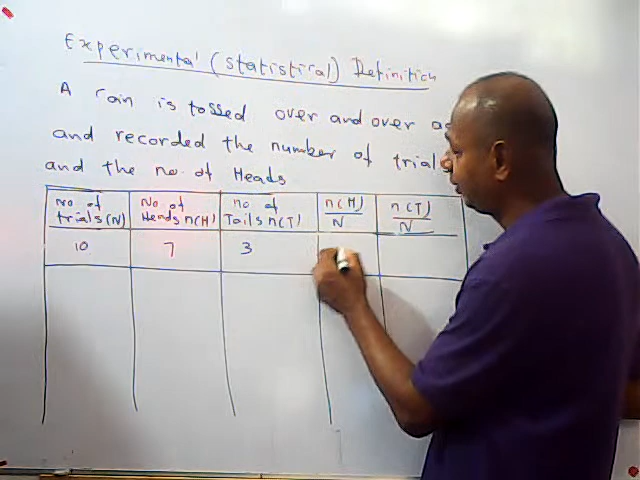 Experimental (Statistical) Definition
A coin is tossed over and over
and recorded the number of trials
and the no. of Heads
No of trials (N) No of Heads n(H) no of Tails n(T) n(H)/N n(T)/N
10 7 3